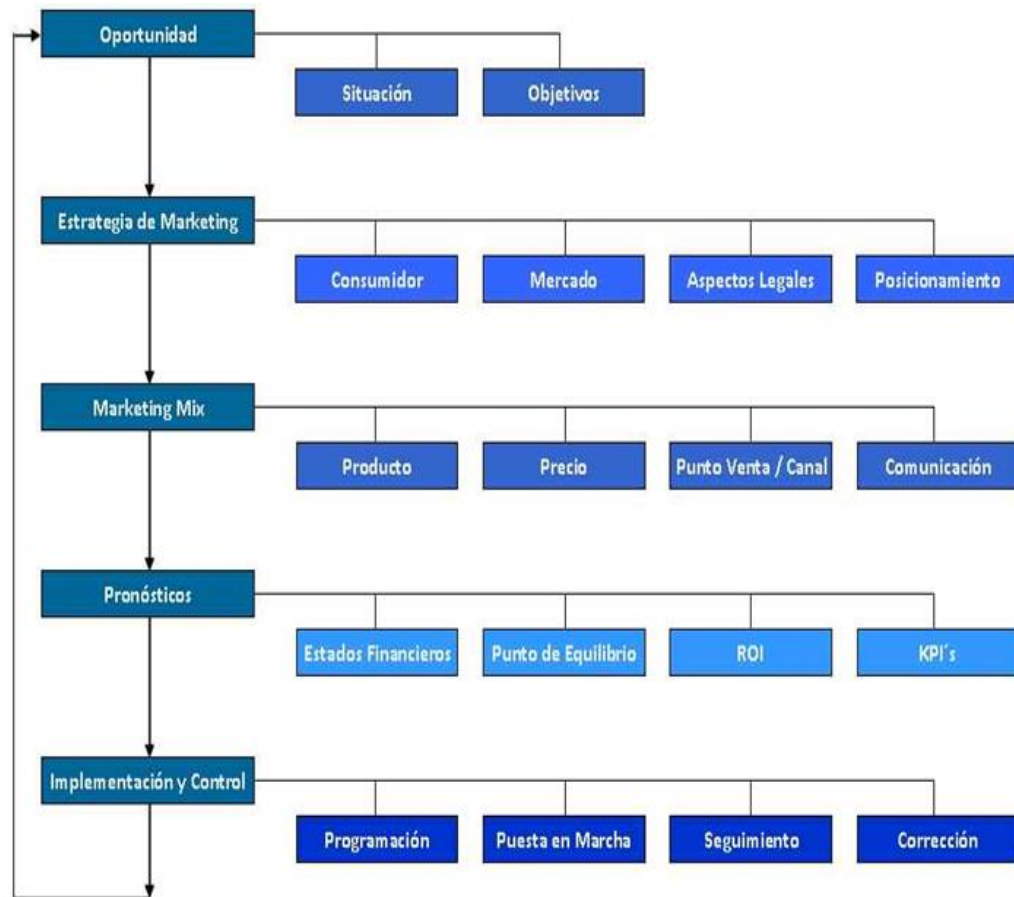 Oportunidad
Situación
Objetivos
Estrategia de Marketing
Consumidor
Mercado
Aspectos Legales
Posicionamiento
Marketing Mix
Producto
Precio
Punto Venta / Canal
Comunicación
Pronósticos
Estados Financieros
Punto de Equilibrio
ROI
KPI´s
Implementación y Control
Programación
Puesta en Marcha
Seguimiento
Corrección